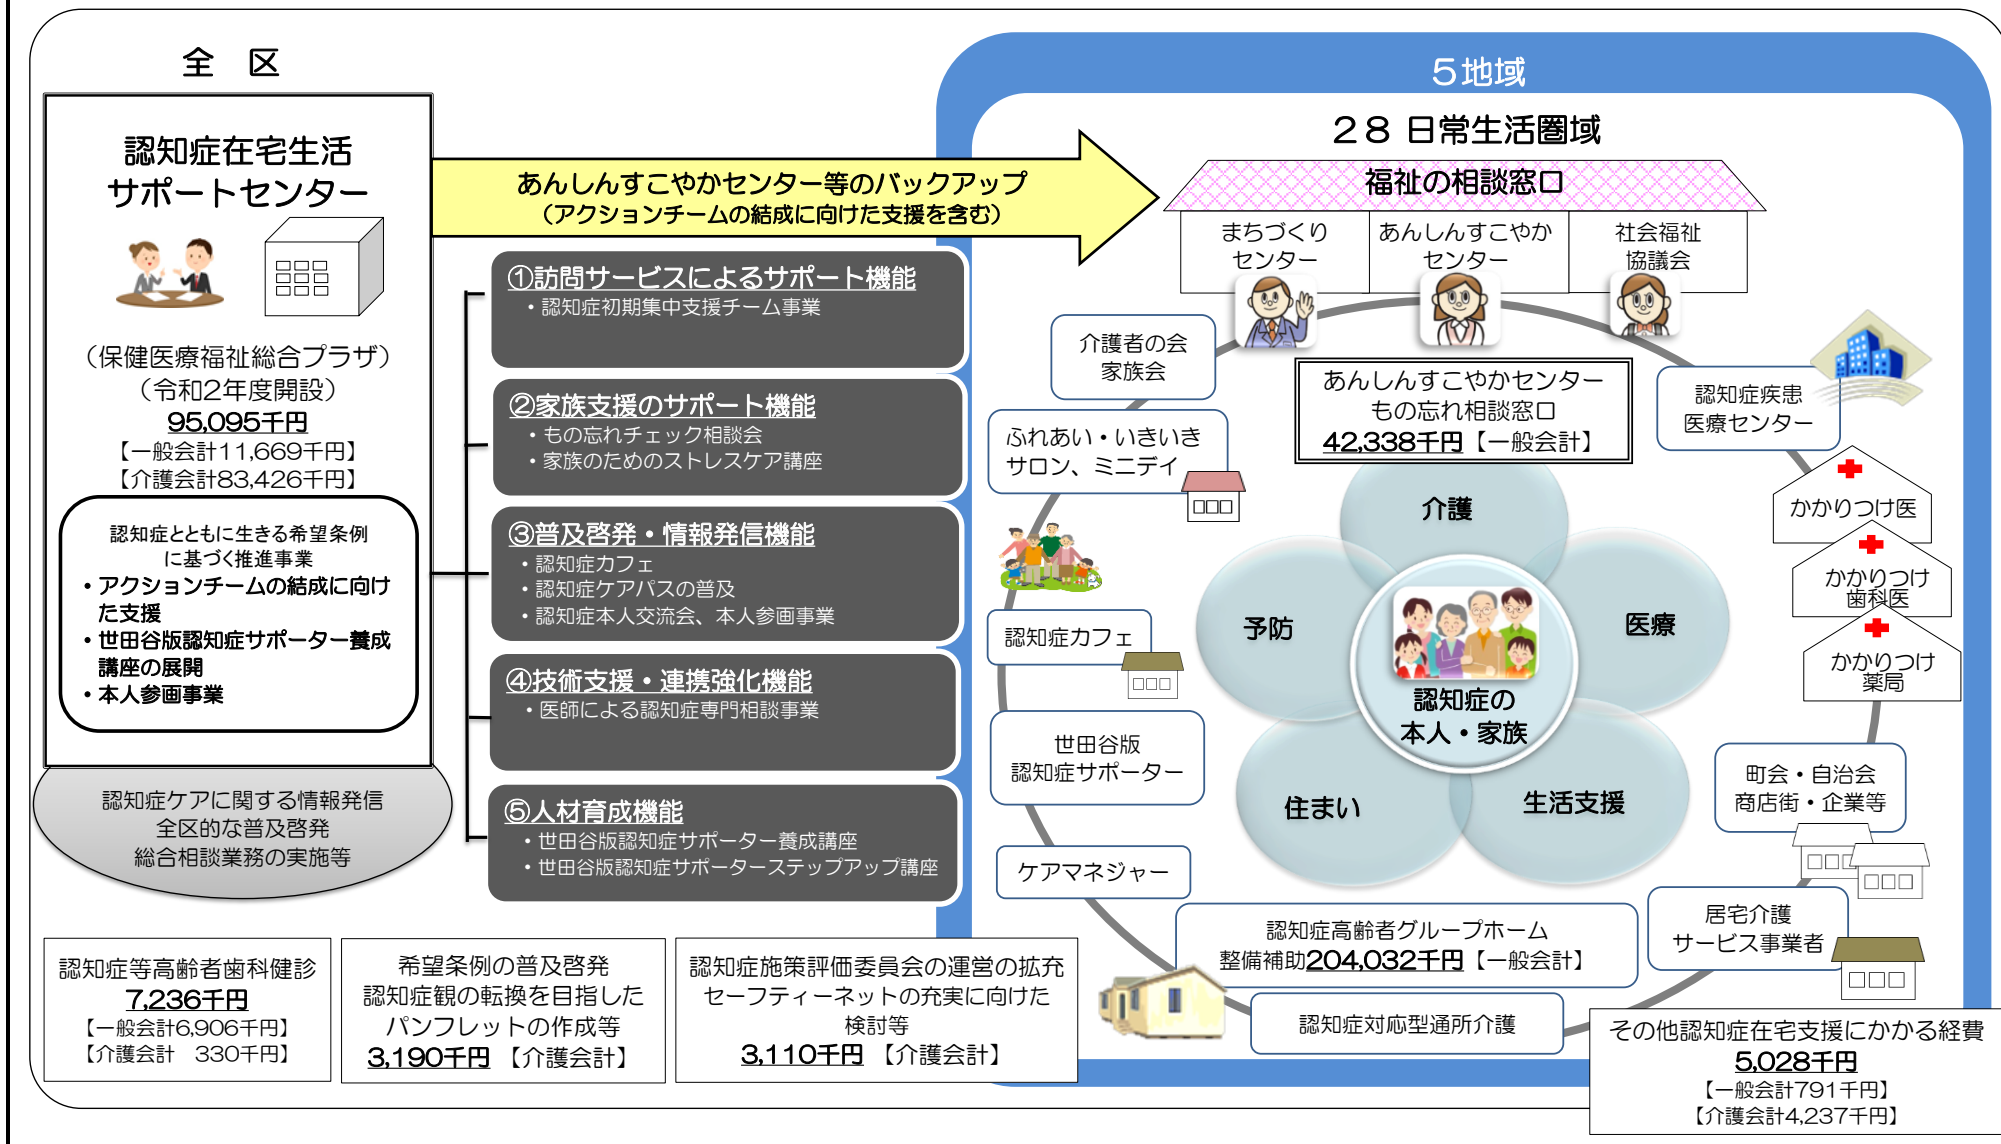 全　区
認知症在宅生活
サポートセンター
（保健医療福祉総合プラザ）
（令和2年度開設）
95,095千円
【一般会計11,669千円】
【介護会計83,426千円】
認知症とともに生きる希望条例
に基づく推進事業
・アクションチームの結成に向け
た支援
・世田谷版認知症サポーター養成
講座の展開
・本人参画事業
認知症ケアに関する情報発信
全区的な普及啓発
総合相談業務の実施等
あんしんすこやかセンター等のバックアップ
（アクションチームの結成に向けた支援を含む）
①訪問サービスによるサポート機能
・認知症初期集中支援チーム事業
②家族支援のサポート機能
・もの忘れチェック相談会
・家族のためのストレスケア講座
③普及啓発・情報発信機能
・認知症カフェ
・認知症ケアパスの普及
・認知症本人交流会、本人参画事業
④技術支援・連携強化機能
・医師による認知症専門相談事業
⑤人材育成機能
・世田谷版認知症サポーター養成講座
・世田谷版認知症サポーターステップアップ講座
5地域
28 日常生活圏域
福祉の相談窓口
まちづくり
センター
あんしんすこやか
センター
社会福祉
協議会
あんしんすこやかセンター
もの忘れ相談窓口
42,338千円【一般会計】
介護者の会
家族会
ふれあい・いきいき
サロン、ミニデイ
認知症カフェ
世田谷版
認知症サポーター
ケアマネジャー
認知症疾患
医療センター
かかりつけ医
かかりつけ
歯科医
かかりつけ
薬局
町会・自治会
商店街・企業等
居宅介護
サービス事業者
介護
予防
医療
住まい
生活支援
認知症の
本人・家族
認知症高齢者グループホーム
整備補助204,032千円【一般会計】
認知症対応型通所介護
認知症等高齢者歯科健診
7,236千円
【一般会計6,906千円】
【介護会計　330千円】
希望条例の普及啓発
認知症観の転換を目指した
パンフレットの作成等
3,190千円 【介護会計】
認知症施策評価委員会の運営の拡充
セーフティーネットの充実に向けた
検討等
3,110千円 【介護会計】
その他認知症在宅支援にかかる経費
5,028千円
【一般会計791千円】
【介護会計4,237千円】